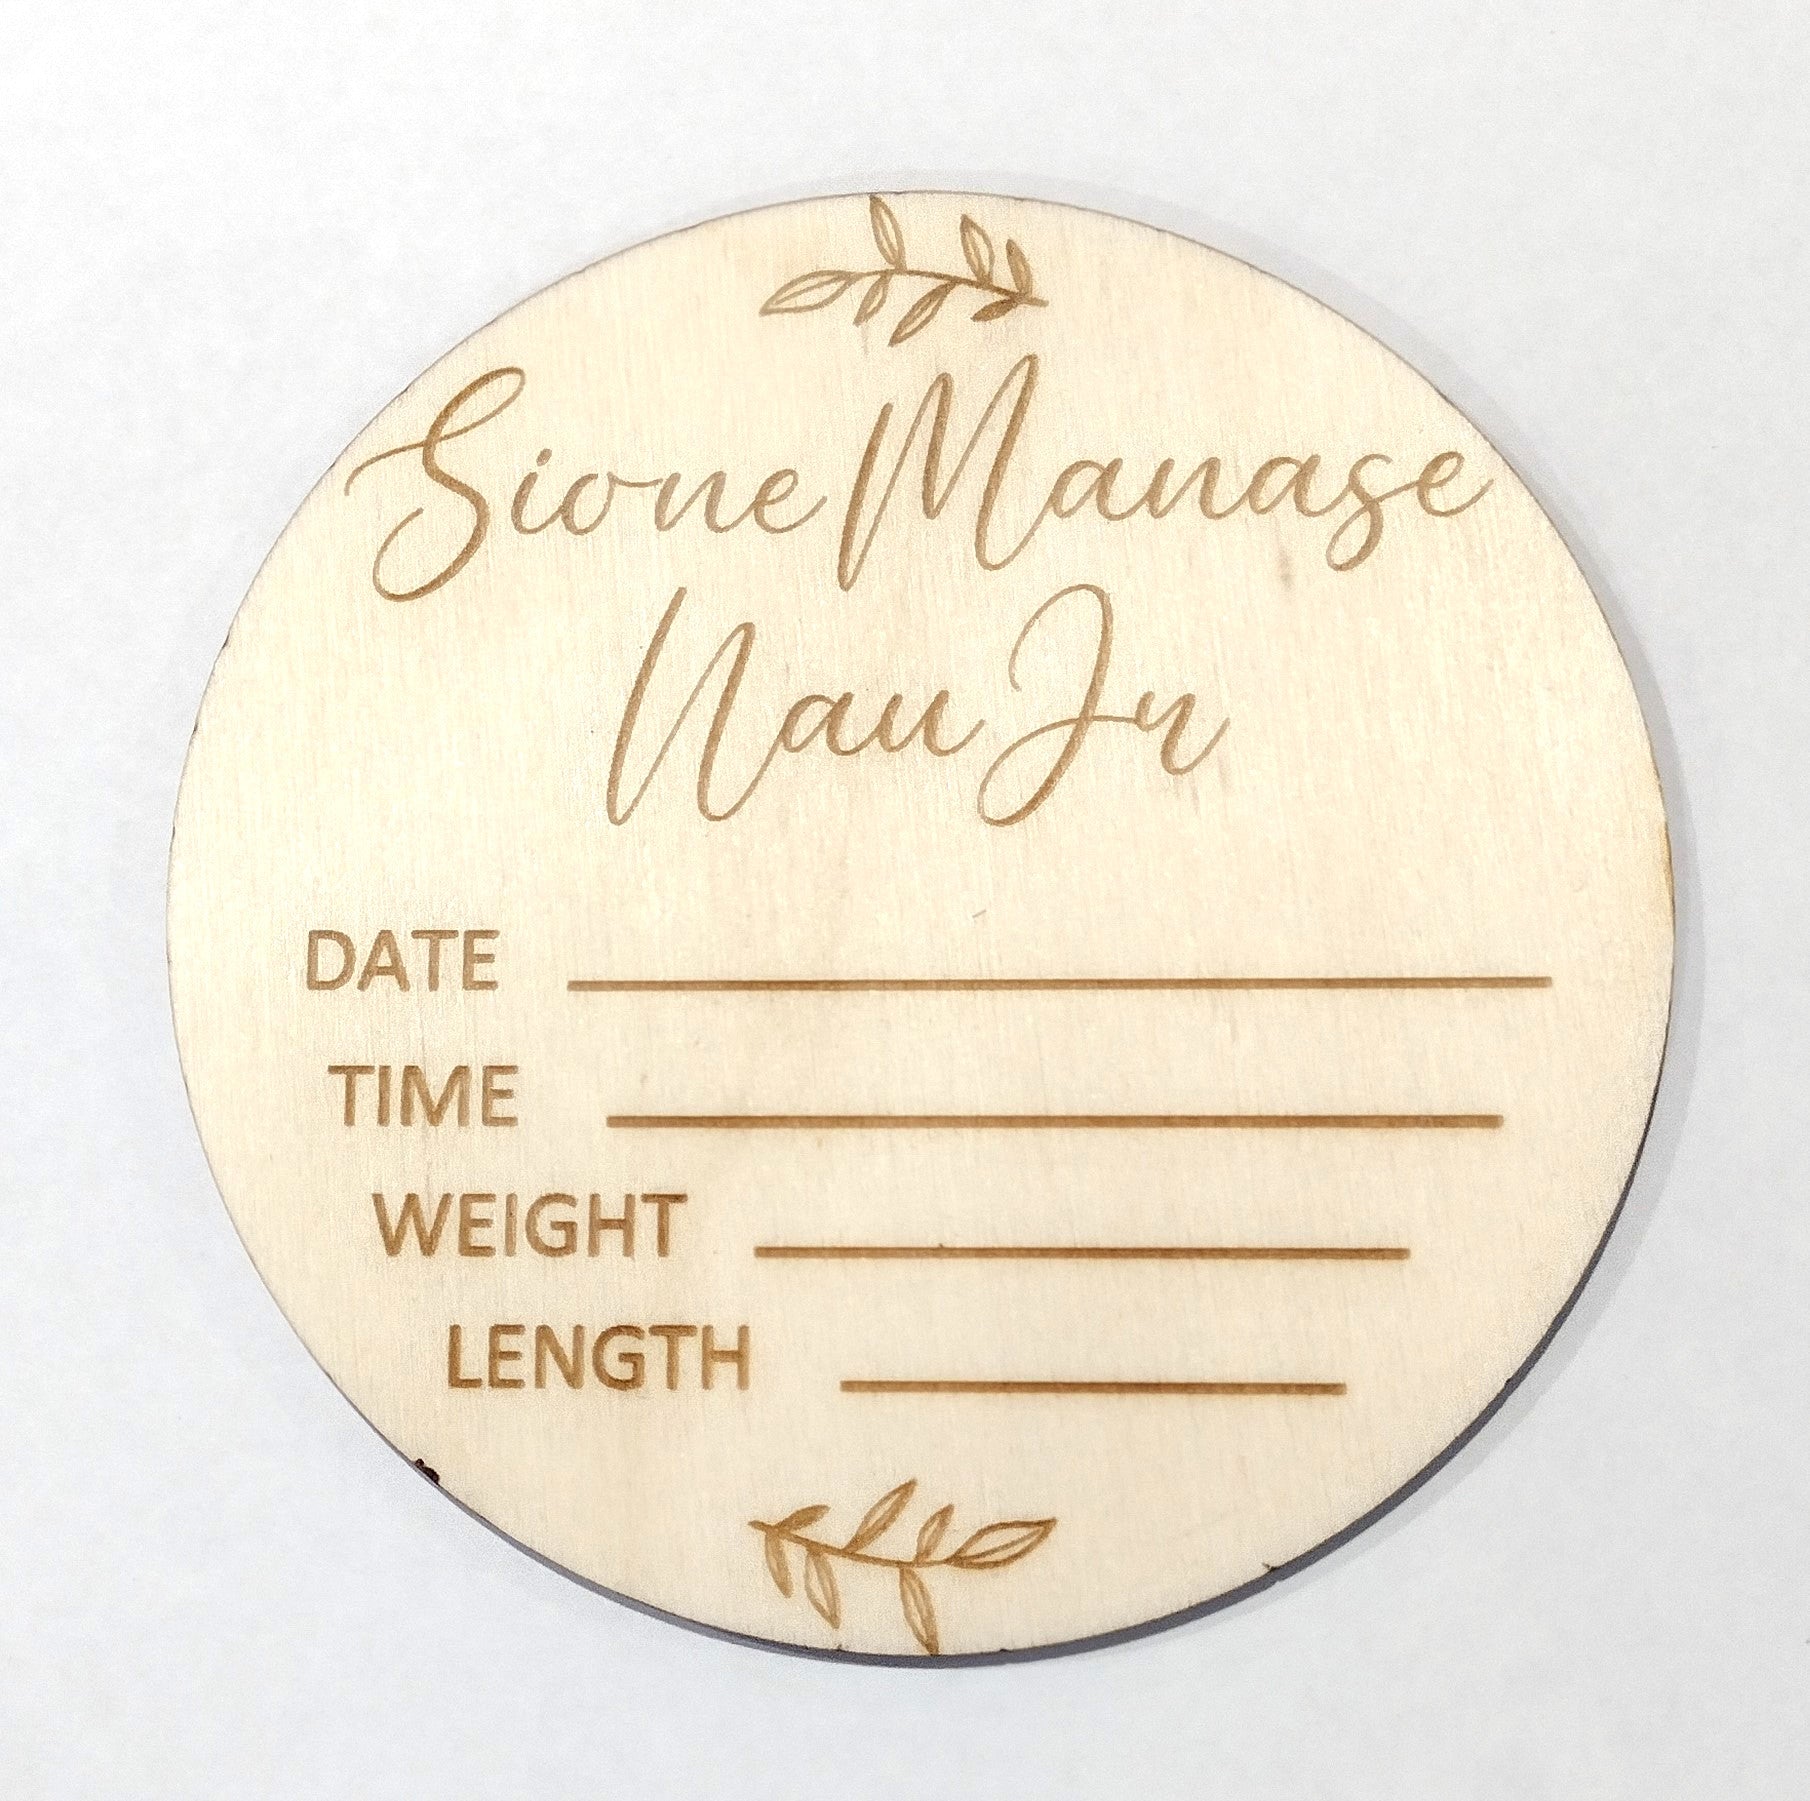 Sione Manase
Nau Jr
DATE
TIME
WEIGHT
LENGTH